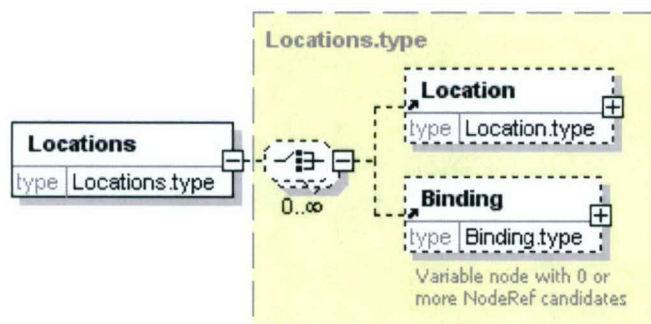 Locations.type
Location
type Location.type
Locations
type Locations.type
0..∞
Binding
type Binding.type
Variable node with 0 or
more NodeRef candidates